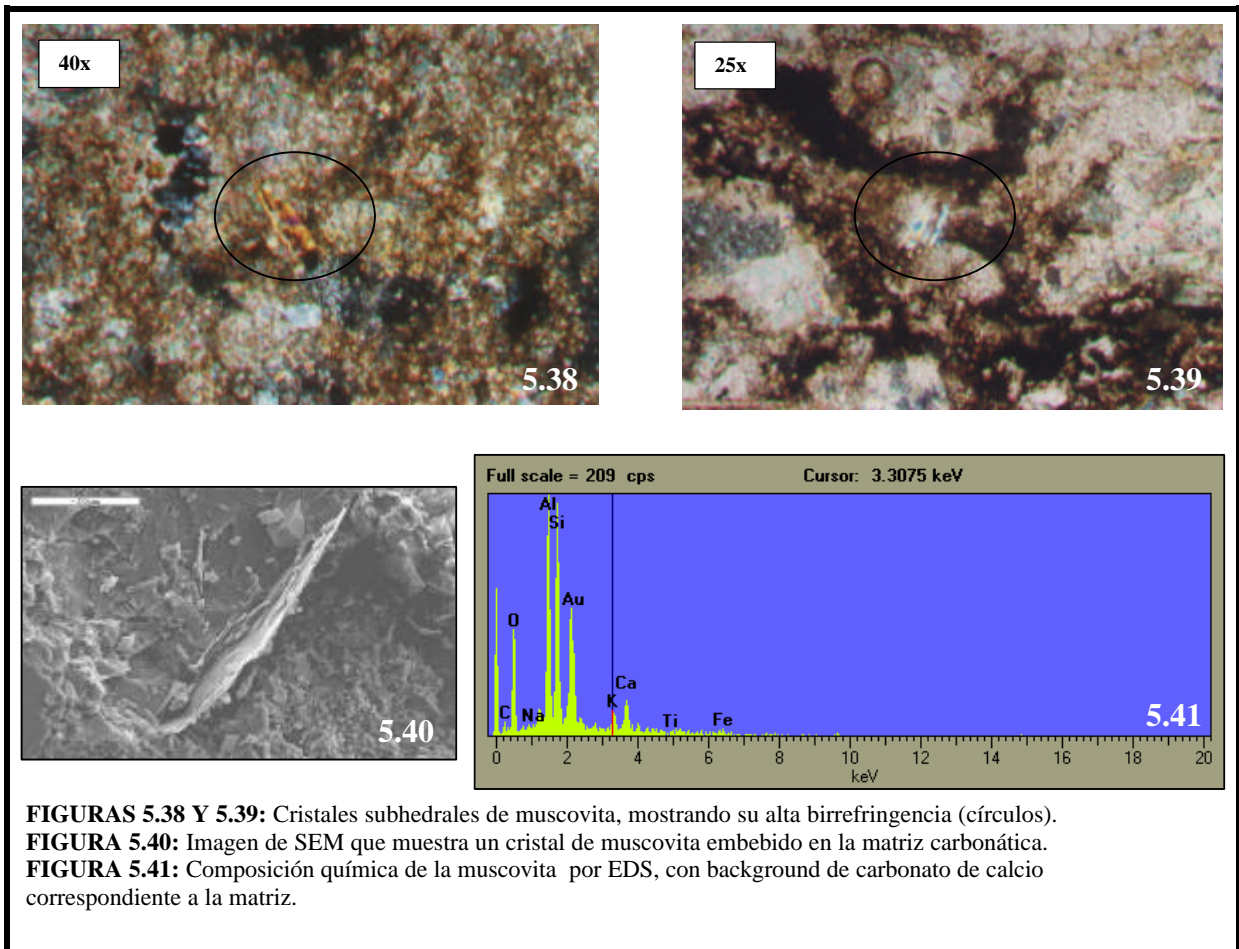 40x
25x
5.38
5.39
Full scale = 209 cps Cursor: 3.3075 keV
Al
Si
Au
O
Ca
K
C
Na
Ti
Fe
5.40
5.41
0 2 4 6 8 10 12 14 16 18 20
keV
FIGURAS 5.38 Y 5.39: Cristales subhedrales de muscovita, mostrando su alta birrefringencia (círculos).
FIGURA 5.40: Imagen de SEM que muestra un cristal de muscovita embebido en la matriz carbonática.
FIGURA 5.41: Composición química de la muscovita por EDS, con background de carbonato de calcio
correspondiente a la matriz.